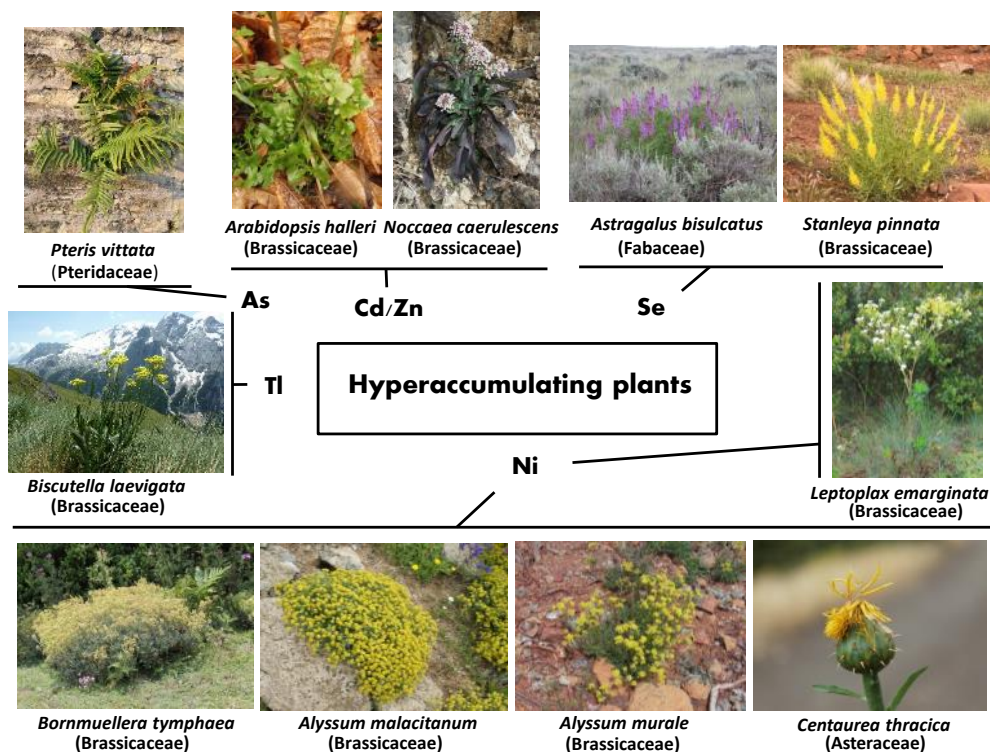 Arabidopsis halleri Noccaea caerulescens
(Brassicaceae) (Brassicaceae)
Astragalus bisulcatus
(Fabaceae)
Stanleya pinnata
(Brassicaceae)
Pteris vittata
(Pteridaceae)
As
Cd/Zn
Se
Tl
Hyperaccumulating plants
Ni
Biscutella laevigata
(Brassicaceae)
Leptoplax emarginata
(Brassicaceae)
Bornmuellera tymphaea
(Brassicaceae)
Alyssum malacitanum
(Brassicaceae)
Alyssum murale
(Brassicaceae)
Centaurea thracica
(Asteraceae)